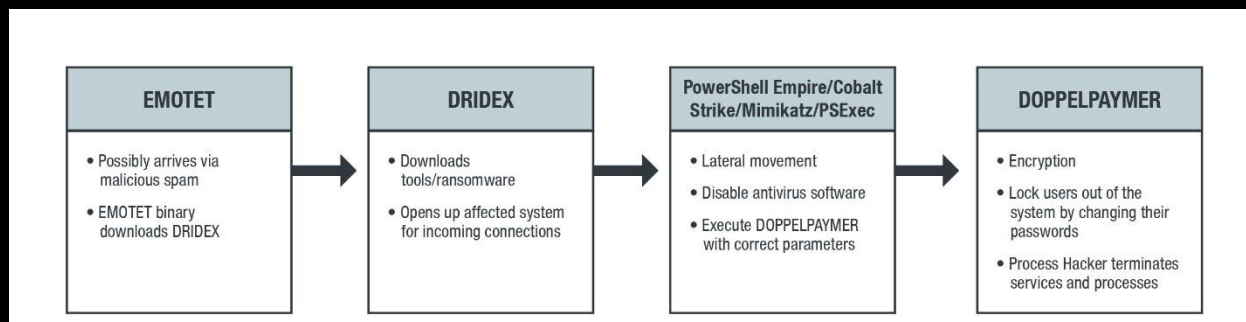 EMOTET
• Possibly arrives via
malicious spam
• EMOTET binary
downloads DRIDEX
DRIDEX
• Downloads
tools/ransomware
• Opens up affected system
for incoming connections
PowerShell Empire/Cobalt
Strike/Mimikatz/PSExec
• Lateral movement
• Disable antivirus software
• Execute DOPPELPAYMER
with correct parameters
DOPPELPAYMER
• Encryption
• Lock users out of the
system by changing their
passwords
• Process Hacker terminates
services and processes